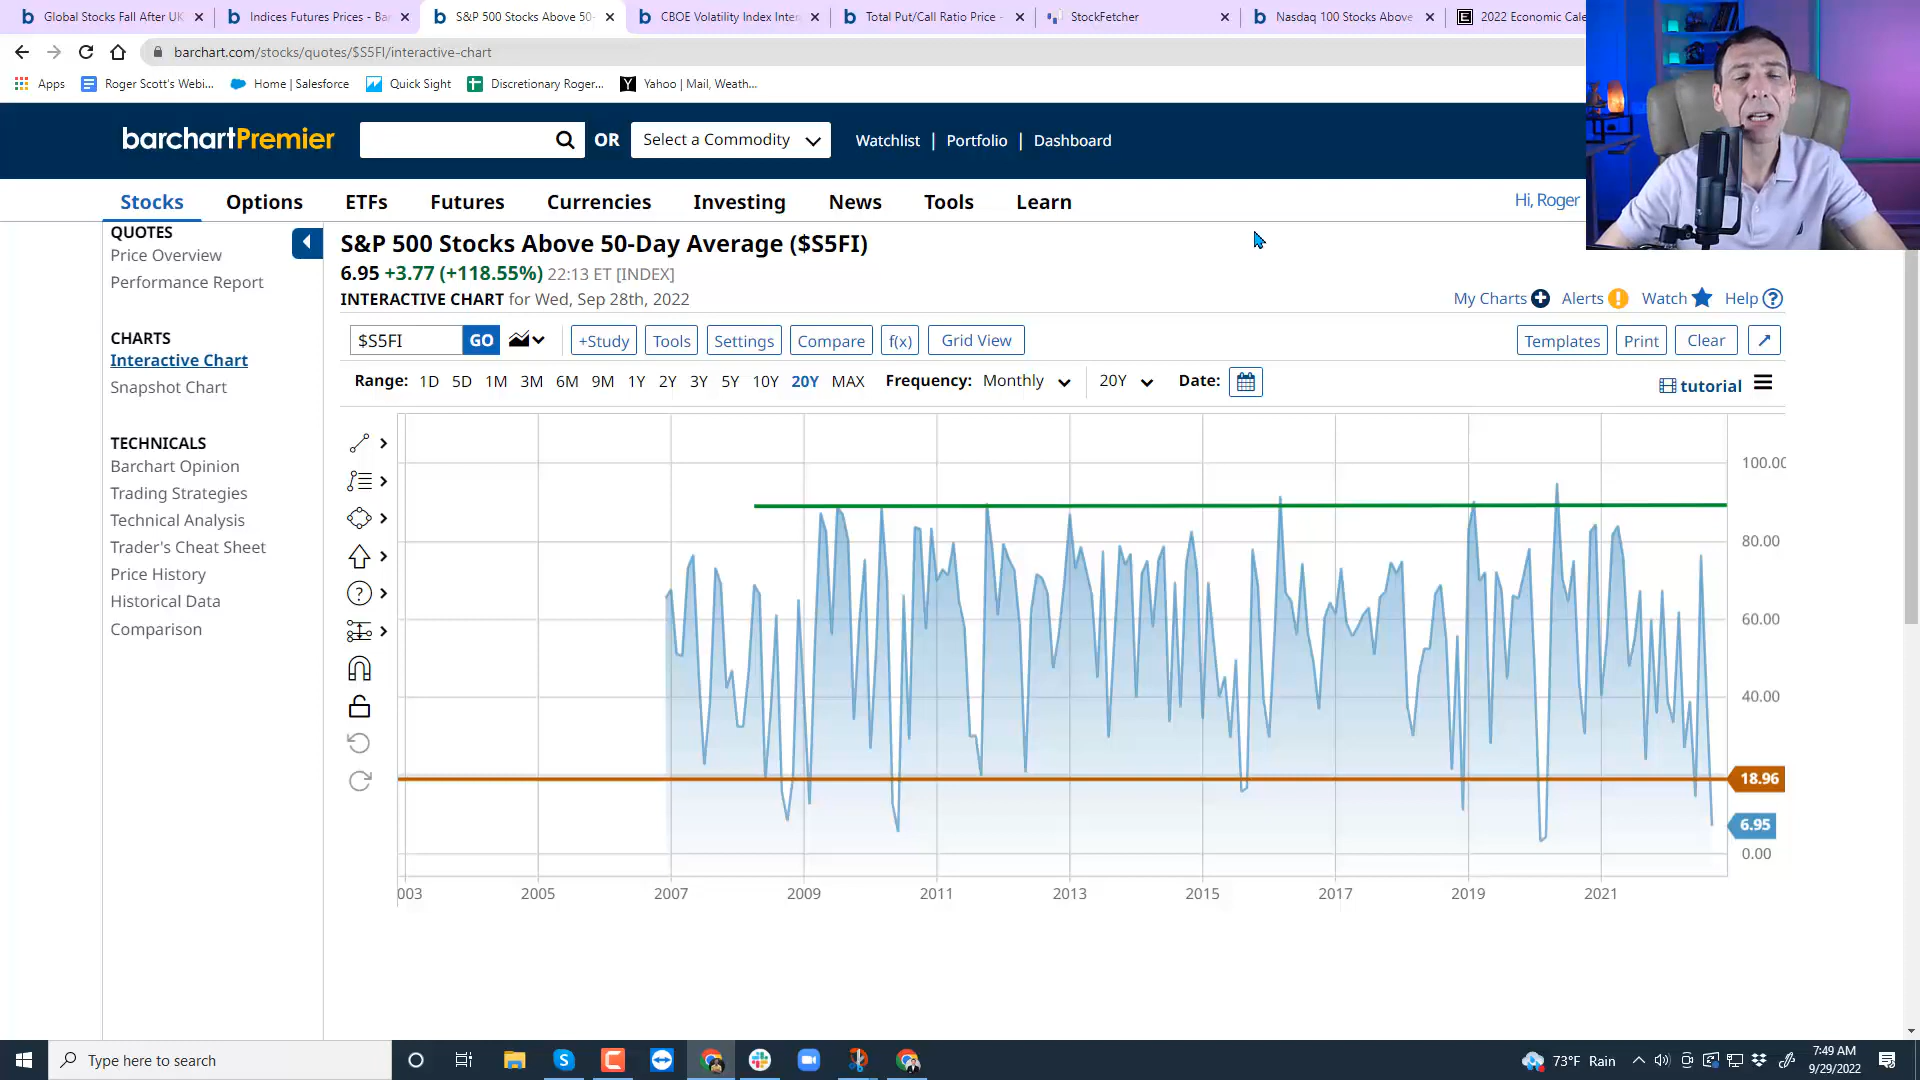 Global Stocks Fall After UK
Indices Futures Prices - Ba
S&P 500 Stocks Above 50-
CBOE Volatility Index Inter
Total Put/Call Ratio Price -
StockFetcher
Nasdaq 100 Stocks Above
2022 Economic Cale
barchart.com/stocks/quotes/$S5FI/interactive-chart
Apps
Roger Scott's Webi...
Home | Salesforce
Quick Sight
Discretionary Roger...
Yahoo | Mail, Weath...
barchartPremier
OR
Select a Commodity
Watchlist | Portfolio | Dashboard
Stocks
Options
ETFs
Futures
Currencies
Investing
News
Tools
Learn
Hi, Roger
QUOTES
Price Overview
Performance Report
CHARTS
Interactive Chart
Snapshot Chart
TECHNICALS
Barchart Opinion
Trading Strategies
Technical Analysis
Trader's Cheat Sheet
Price History
Historical Data
Comparison
S&P 500 Stocks Above 50-Day Average ($S5FI)
6.95 +3.77 (+118.55%) 22:13 ET [INDEX]
INTERACTIVE CHART for Wed, Sep 28th, 2022
My Charts
Alerts
Watch
Help
$S5FI
GO
+Study
Tools
Settings
Compare
f(x)
Grid View
Templates
Print
Clear
Range: 1D 5D 1M 3M 6M 9M 1Y 2Y 3Y 5Y 10Y 20Y MAX
Frequency: Monthly
20Y
Date:
tutorial
100.00
80.00
60.00
40.00
18.96
6.95
0.00
003
2005
2007
2009
2011
2013
2015
2017
2019
2021
Type here to search
73°F Rain
7:49 AM
9/29/2022